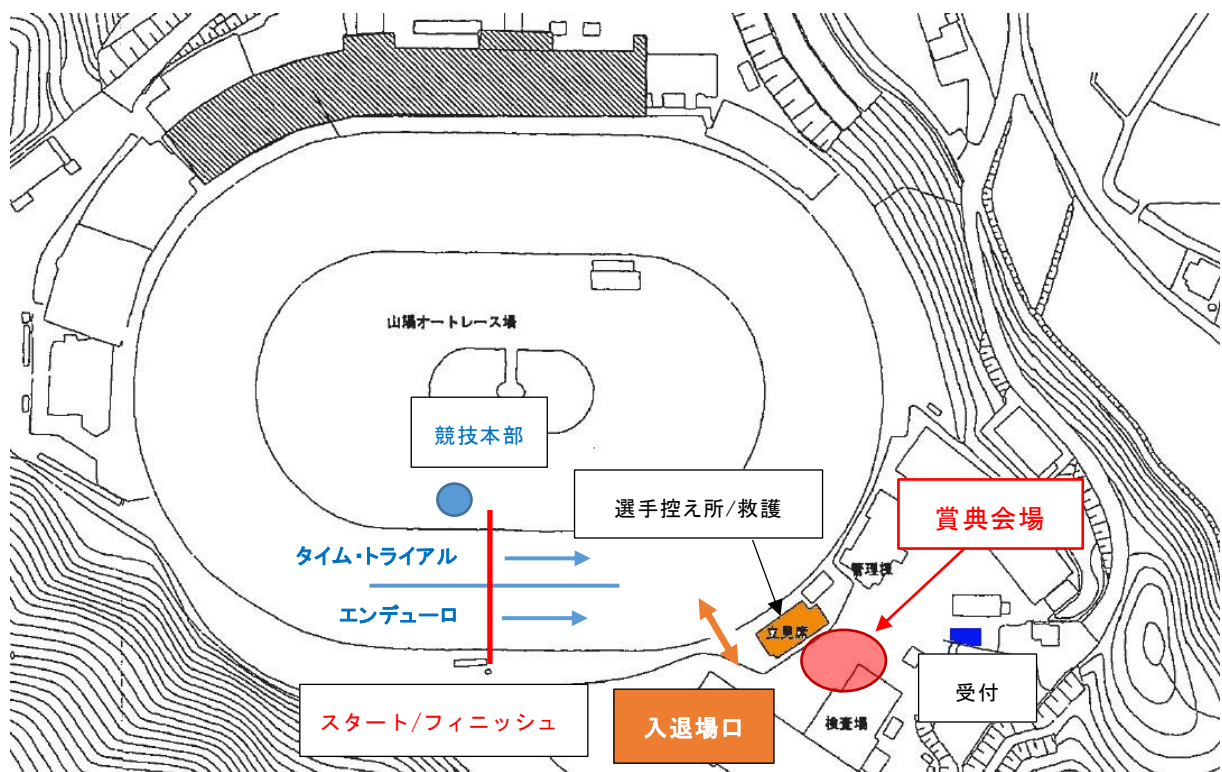 山陽オートレース場
競技本部
選手控え所/救護
賞典会場
タイム・トライアル
管理棟
エンデューロ
立見席
受付
スタート/フィニッシュ
入退場口
検査場